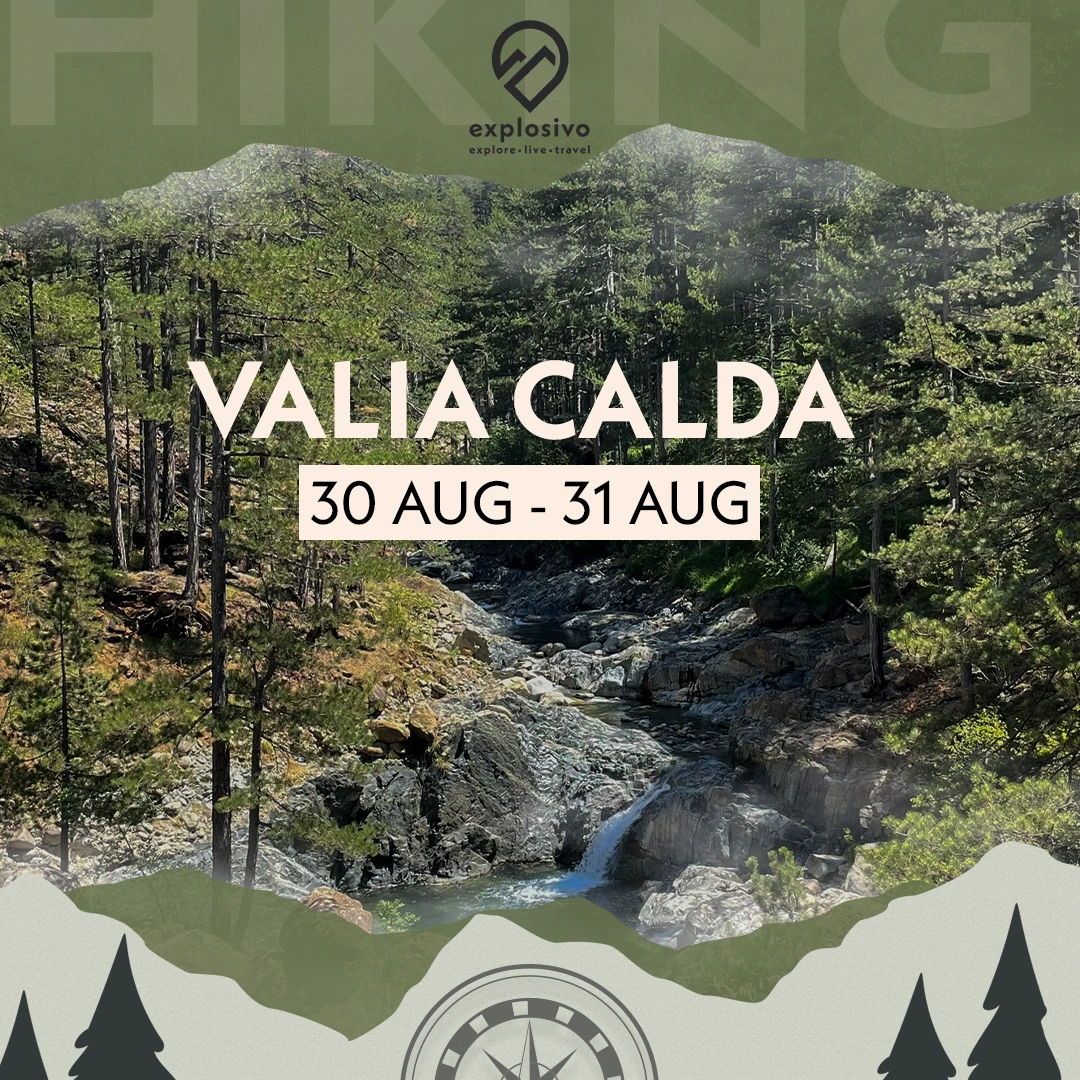 HIKING
explosivo
explore•live•travel
VALIA CALDA
30 AUG - 31 AUG